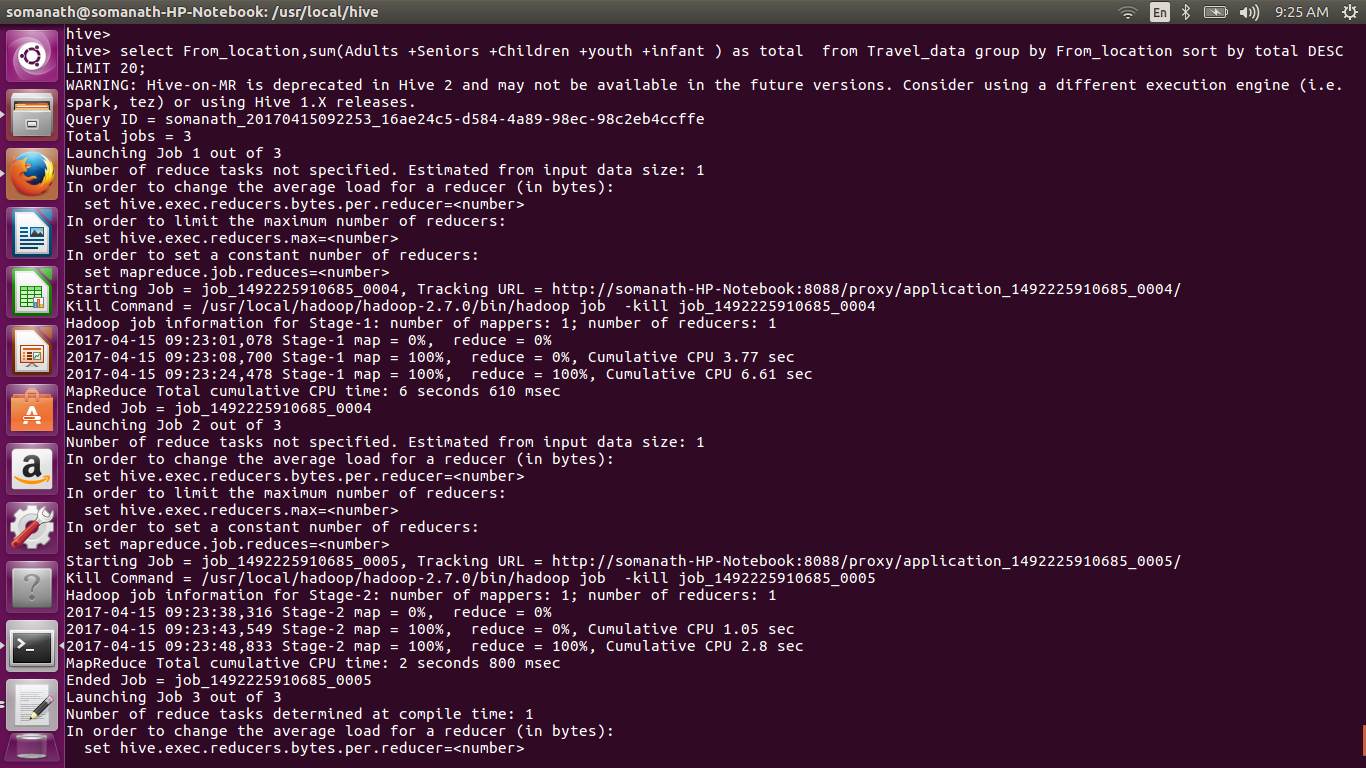 somanath@somanath-HP-Notebook: /usr/local/hive
En
9:25 AM
hive>
hive> select From_location,sum(Adults +Seniors +Children +youth +infant ) as total  from Travel_data group by From_location sort by total DESC
LIMIT 20;
WARNING: Hive-on-MR is deprecated in Hive 2 and may not be available in the future versions. Consider using a different execution engine (i.e.
spark, tez) or using Hive 1.X releases.
Query ID = somanath_20170415092253_16ae24c5-d584-4a89-98ec-98c2eb4ccffe
Total jobs = 3
Launching Job 1 out of 3
Number of reduce tasks not specified. Estimated from input data size: 1
In order to change the average load for a reducer (in bytes):
  set hive.exec.reducers.bytes.per.reducer=<number>
In order to limit the maximum number of reducers:
  set hive.exec.reducers.max=<number>
In order to set a constant number of reducers:
  set mapreduce.job.reduces=<number>
Starting Job = job_1492225910685_0004, Tracking URL = http://somanath-HP-Notebook:8088/proxy/application_1492225910685_0004/
Kill Command = /usr/local/hadoop/hadoop-2.7.0/bin/hadoop job  -kill job_1492225910685_0004
Hadoop job information for Stage-1: number of mappers: 1; number of reducers: 1
2017-04-15 09:23:01,078 Stage-1 map = 0%,  reduce = 0%
2017-04-15 09:23:08,700 Stage-1 map = 100%,  reduce = 0%, Cumulative CPU 3.77 sec
2017-04-15 09:23:24,478 Stage-1 map = 100%,  reduce = 100%, Cumulative CPU 6.61 sec
MapReduce Total cumulative CPU time: 6 seconds 610 msec
Ended Job = job_1492225910685_0004
Launching Job 2 out of 3
Number of reduce tasks not specified. Estimated from input data size: 1
In order to change the average load for a reducer (in bytes):
  set hive.exec.reducers.bytes.per.reducer=<number>
In order to limit the maximum number of reducers:
  set hive.exec.reducers.max=<number>
In order to set a constant number of reducers:
  set mapreduce.job.reduces=<number>
Starting Job = job_1492225910685_0005, Tracking URL = http://somanath-HP-Notebook:8088/proxy/application_1492225910685_0005/
Kill Command = /usr/local/hadoop/hadoop-2.7.0/bin/hadoop job  -kill job_1492225910685_0005
Hadoop job information for Stage-2: number of mappers: 1; number of reducers: 1
2017-04-15 09:23:38,316 Stage-2 map = 0%,  reduce = 0%
2017-04-15 09:23:43,549 Stage-2 map = 100%,  reduce = 0%, Cumulative CPU 1.05 sec
2017-04-15 09:23:48,833 Stage-2 map = 100%,  reduce = 100%, Cumulative CPU 2.8 sec
MapReduce Total cumulative CPU time: 2 seconds 800 msec
Ended Job = job_1492225910685_0005
Launching Job 3 out of 3
Number of reduce tasks determined at compile time: 1
In order to change the average load for a reducer (in bytes):
  set hive.exec.reducers.bytes.per.reducer=<number>